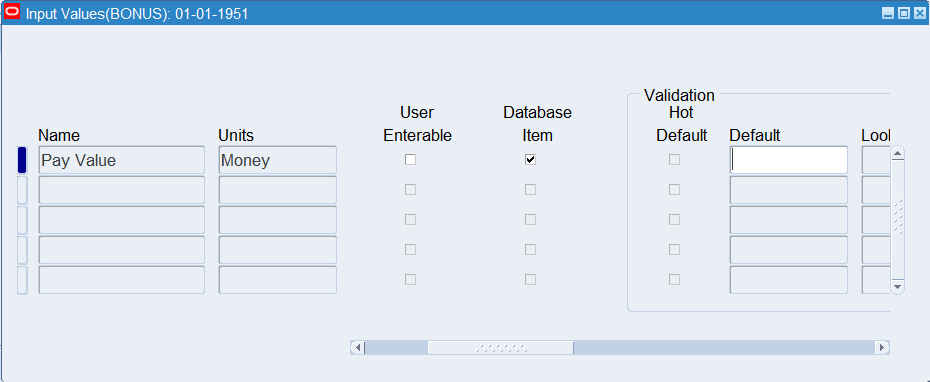 Input Values(BONUS): 01-01-1951
Validation
User Database Hot
Name Units Enterable Item Default Default Look
Pay Value Money